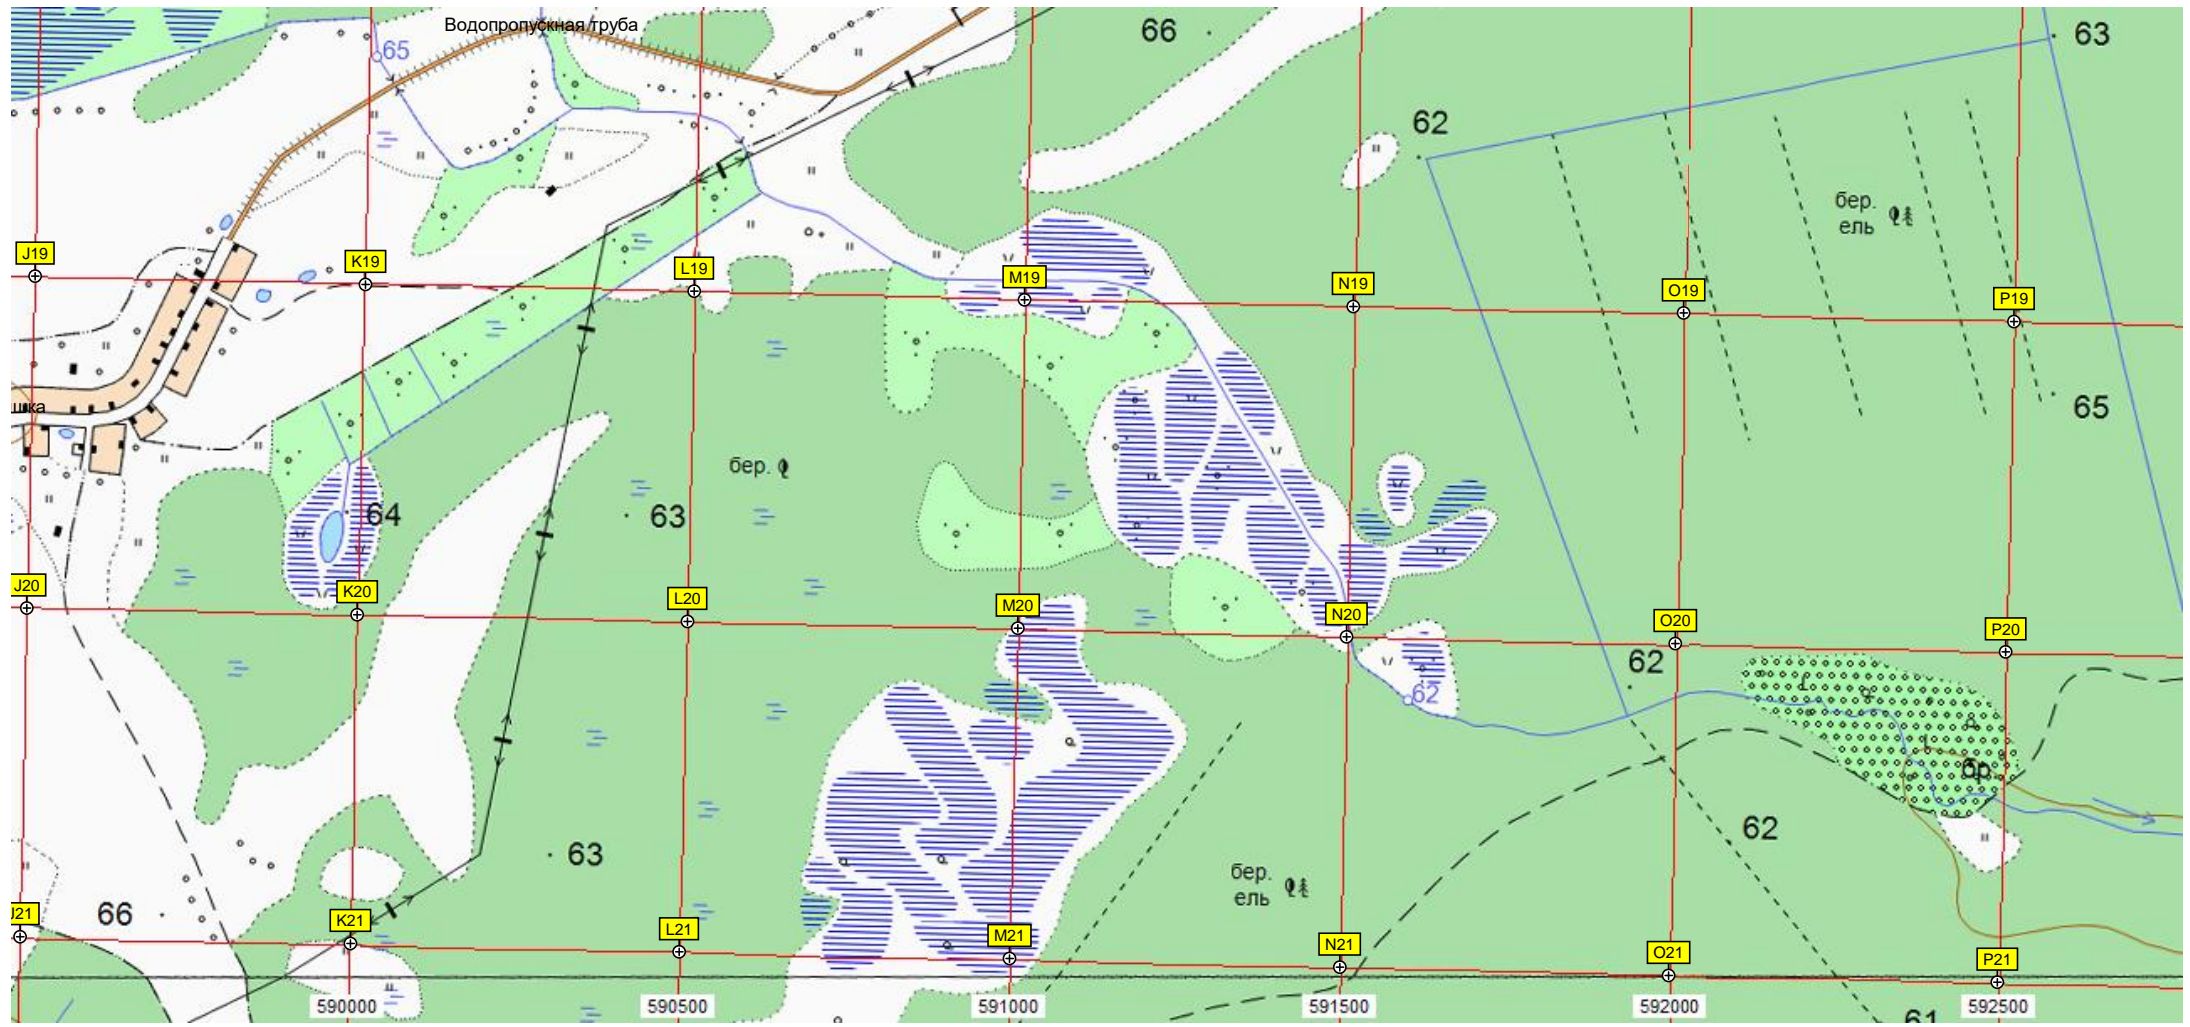 Водопропускная труба
66
63
65
62
бер.
ель
J19
K19
L19
M19
N19
O19
P19
шка
65
бер.
64
63
J20
K20
L20
M20
N20
O20
P20
62
62
бр
62
63
бер.
ель
66
J21
K21
L21
M21
N21
O21
P21
590000
590500
591000
591500
592000
592500
61